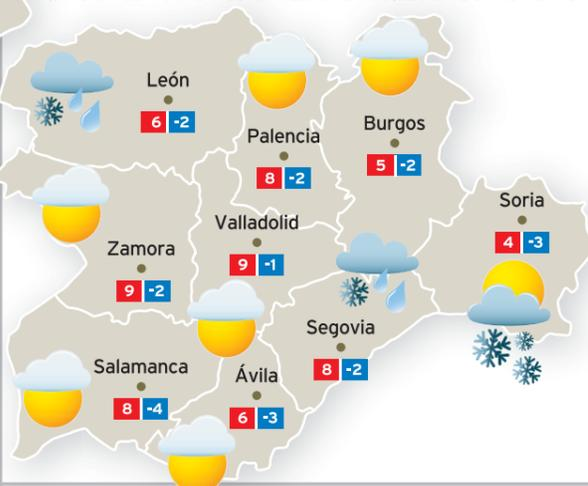 León
6 -2
Palencia
8 -2
Burgos
5 -2
Soria
4 -3
Valladolid
9 -1
Zamora
9 -2
Segovia
8 -2
Salamanca
8 -4
Ávila
6 -3